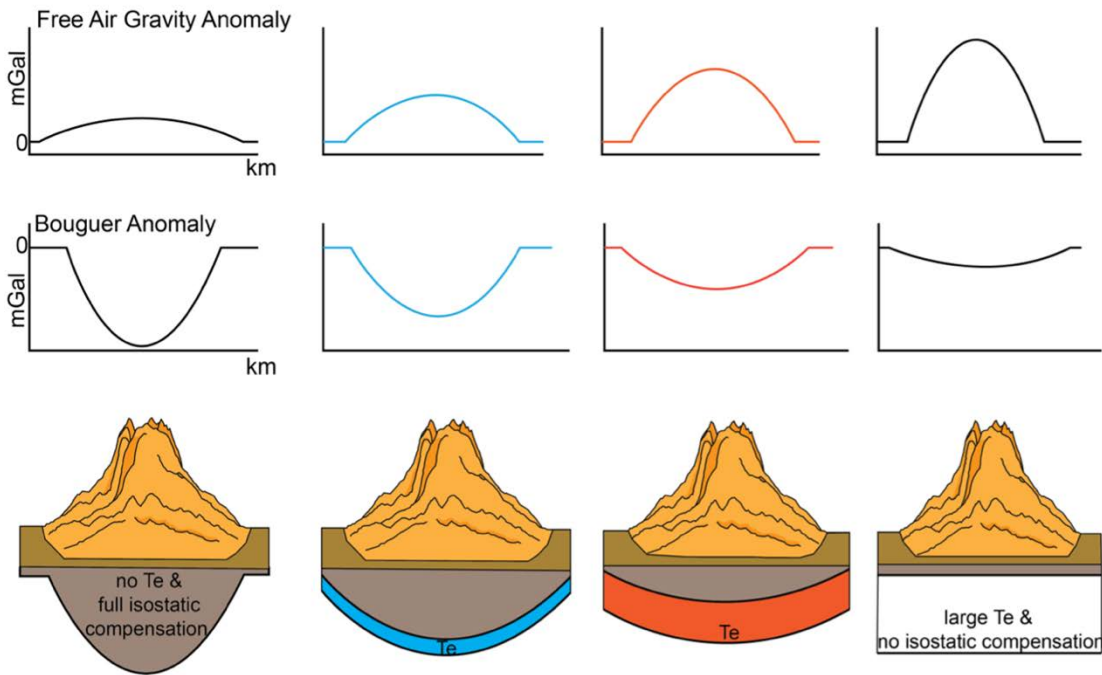 Free Air Gravity Anomaly
mGal
0
km
Bouguer Anomaly
0
mGal
km
no Te &
full isostatic
compensation
Te
Te
large Te &
no isostatic compensation